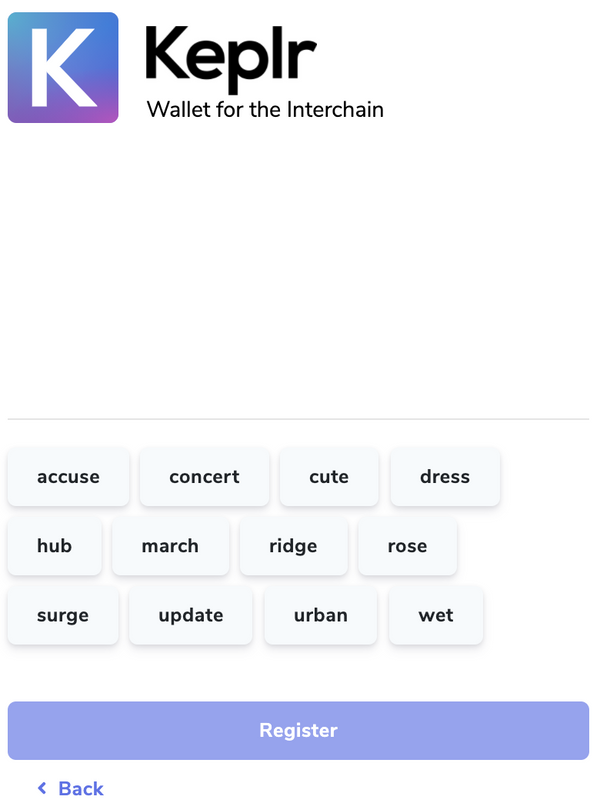 K Keplr
Wallet for the Interchain
accuse concert cute dress
hub march ridge rose
surge update urban wet
Register
Back